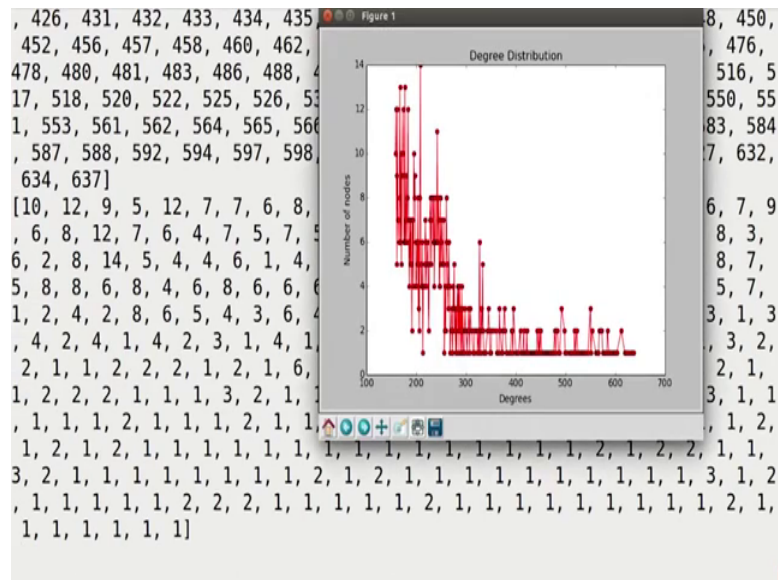 , 426, 431, 432, 433, 434, 435, 8, 450,
452, 456, 457, 458, 460, 462, , 476,
478, 480, 481, 483, 486, 488, 516, 5
17, 518, 520, 522, 525, 526, 53 550, 55
1, 553, 561, 562, 564, 565, 566 83, 584
, 587, 588, 592, 594, 597, 598, 7, 632,
634, 637]
[10, 12, 9, 5, 12, 7, 7, 6, 8, 6, 7, 9
, 6, 8, 12, 7, 6, 4, 7, 5, 7, 5 8, 3,
6, 2, 8, 14, 5, 4, 4, 6, 1, 4, 8, 7,
5, 8, 8, 6, 8, 4, 6, 8, 6, 6, 6 5, 7,
1, 2, 4, 2, 8, 6, 5, 4, 3, 6, 4 3, 1, 3
, 4, 2, 4, 1, 4, 2, 3, 1, 4, 1, , 3, 2,
2, 1, 1, 2, 2, 2, 1, 2, 1, 6, 2, 1,
1, 2, 2, 2, 1, 1, 1, 3, 2, 1, 3, 1,
, 1, 1, 1, 2, 1, 1, 1, 2, 1, 1, , 1, 2,
1, 2, 1, 2, 1, 1, 1, 1, 1, 1, 1, 1, 1, 1, 1, 1, 1, 2, 1, 2, 2, 1, 1,
3, 2, 1, 1, 1, 1, 1, 1, 1, 1, 2, 1, 2, 1, 1, 1, 1, 1, 1, 1, 1, 1, 3, 1, 2
, 1, 1, 1, 1, 1, 2, 2, 2, 1, 1, 1, 1, 1, 2, 1, 1, 1, 1, 1, 1, 1, 1, 2, 1,
1, 1, 1, 1, 1, 1]
Figure 1
Degree Distribution
14
12
10
8
6
4
2
0
Number of nodes
100 200 300 400 500 600 700
Degrees